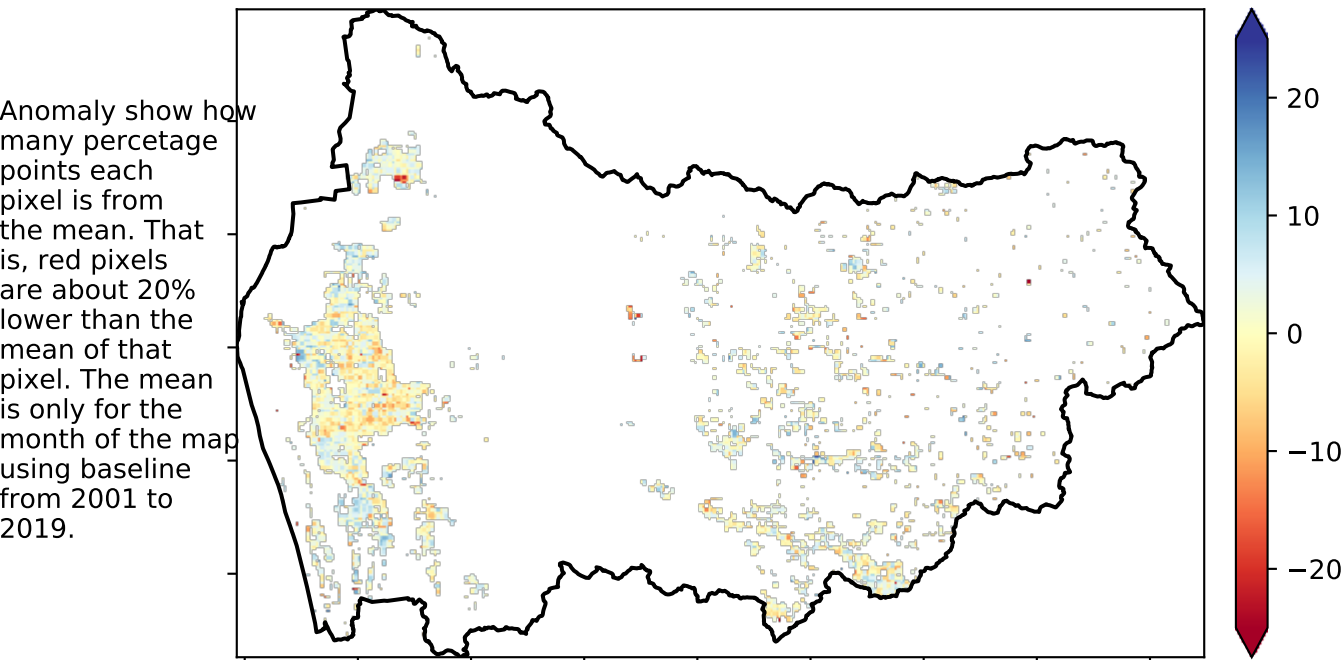 Anomaly show how
many percetage
points each
pixel is from
the mean. That
is, red pixels
are about 20%
lower than the
mean of that
pixel. The mean
is only for the
month of the map
using baseline
from 2001 to
2019.
20
10
0
−10
−20